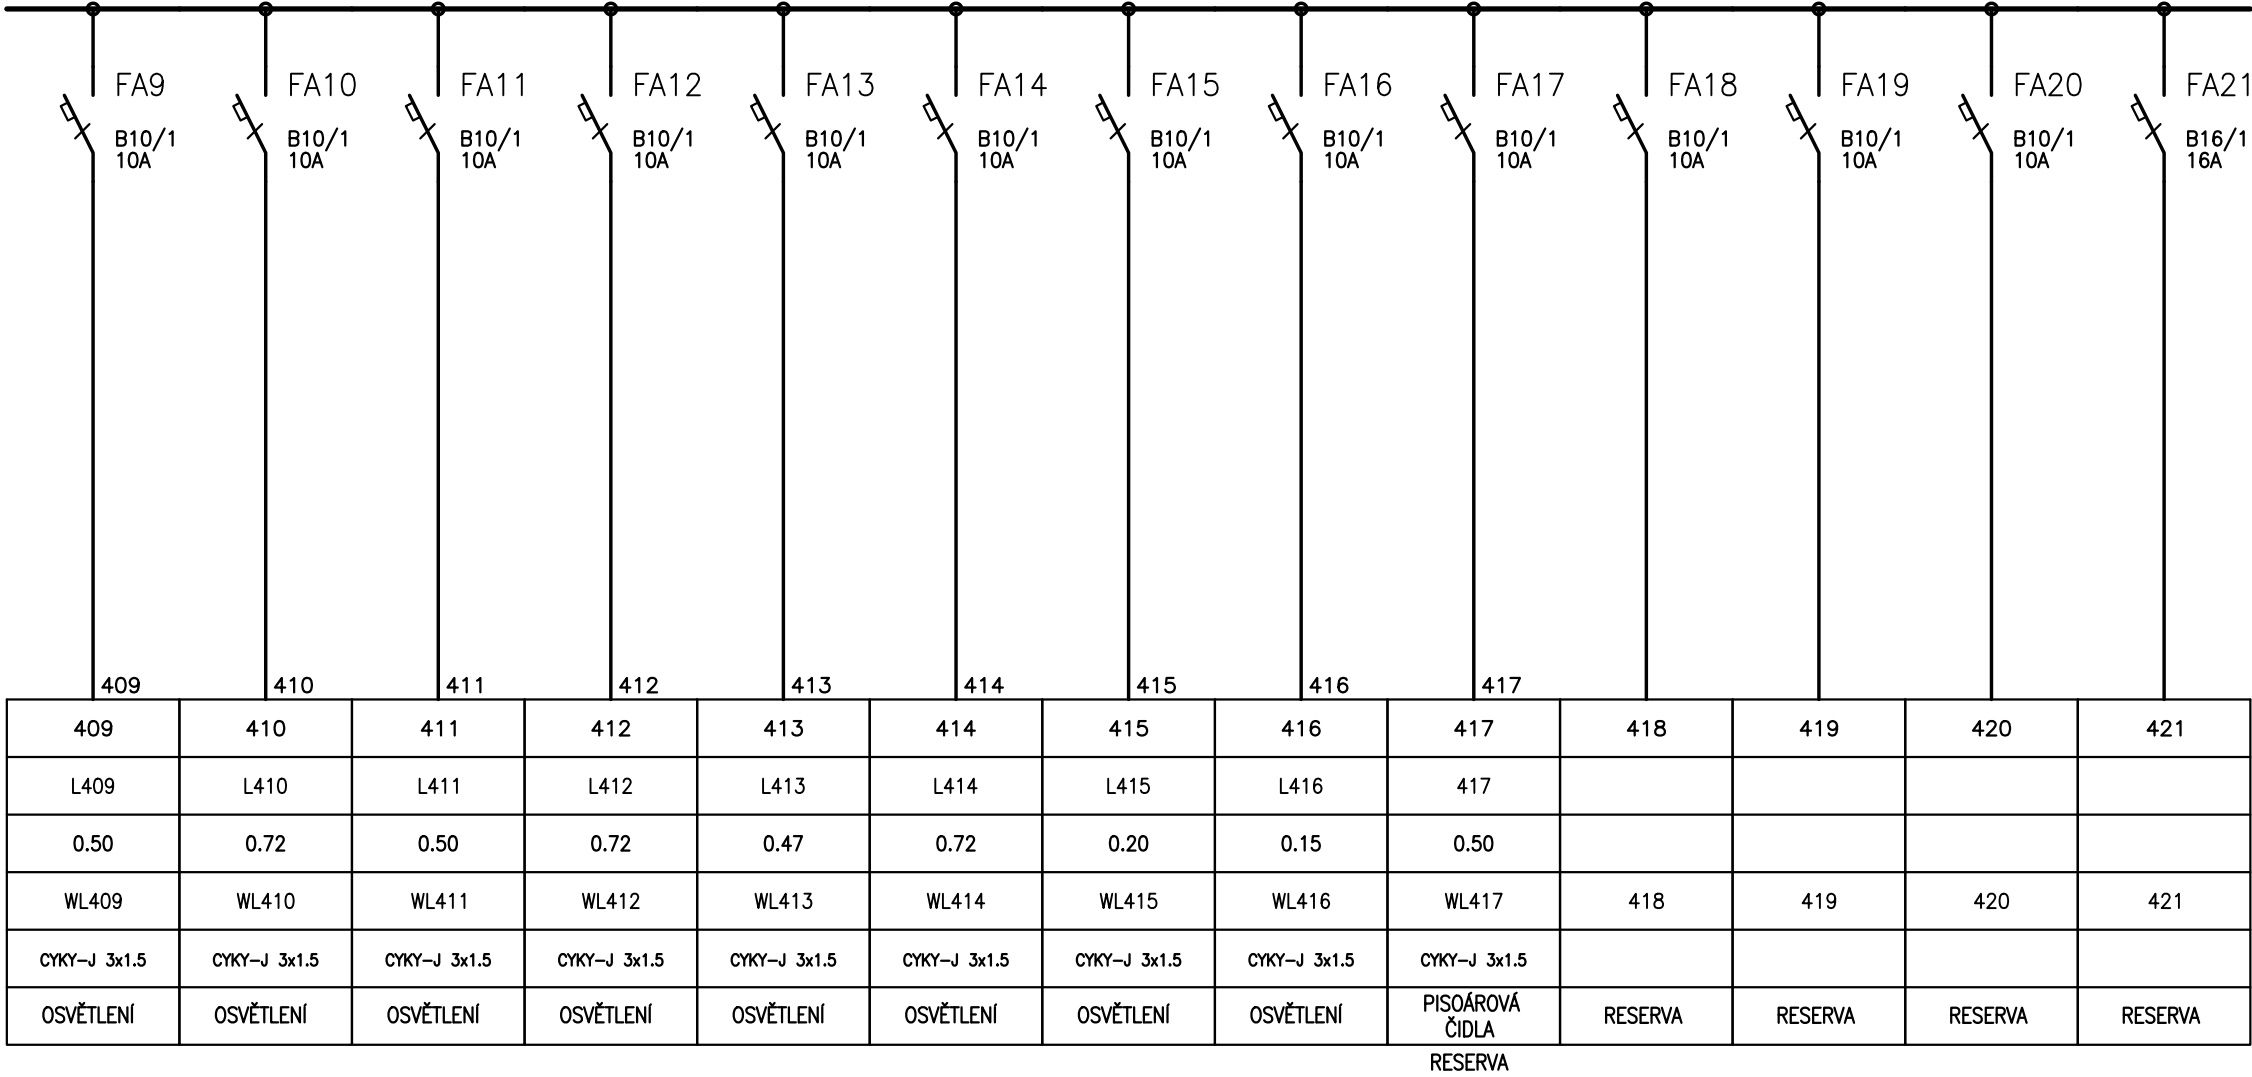 FA9 FA10 FA11 FA12 FA13 FA14 FA15 FA16 FA17 FA18 FA19 FA20 FA21
B10/1 B10/1 B10/1 B10/1 B10/1 B10/1 B10/1 B10/1 B10/1 B10/1 B10/1 B10/1 B16/1
10A 10A 10A 10A 10A 10A 10A 10A 10A 10A 10A 10A 16A
409 410 411 412 413 414 415 416 417
409 410 411 412 413 414 415 416 417 418 419 420 421
L409 L410 L411 L412 L413 L414 L415 L416 417
0.50 0.72 0.50 0.72 0.47 0.72 0.20 0.15 0.50
WL409 WL410 WL411 WL412 WL413 WL414 WL415 WL416 WL417 418 419 420 421
CYKY-J 3x1.5 CYKY-J 3x1.5 CYKY-J 3x1.5 CYKY-J 3x1.5 CYKY-J 3x1.5 CYKY-J 3x1.5 CYKY-J 3x1.5 CYKY-J 3x1.5 CYKY-J 3x1.5
OSVĚTLENÍ OSVĚTLENÍ OSVĚTLENÍ OSVĚTLENÍ OSVĚTLENÍ OSVĚTLENÍ OSVĚTLENÍ OSVĚTLENÍ PISOÁROVÁ RESERVA RESERVA RESERVA RESERVA
ČIDLA
RESERVA